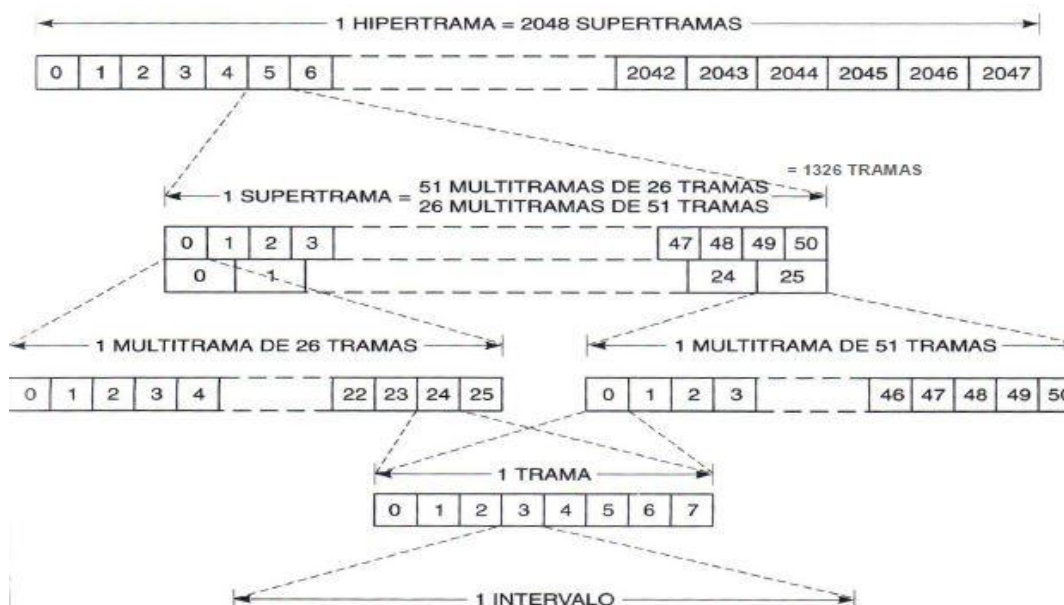 1 HIPERTRAMA = 2048 SUPERTRAMAS
0 1 2 3 4 5 6 2042 2043 2044 2045 2046 2047
= 1326 TRAMAS
1 SUPERTRAMA = 51 MULTITRAMAS DE 26 TRAMAS
26 MULTITRAMAS DE 51 TRAMAS
0 1 2 3 47 48 49 50
0 1 24 25
1 MULTITRAMA DE 26 TRAMAS 1 MULTITRAMA DE 51 TRAMAS
0 1 2 3 4 22 23 24 25 0 1 2 3 46 47 48 49 50
1 TRAMA
0 1 2 3 4 5 6 7
1 INTERVALO